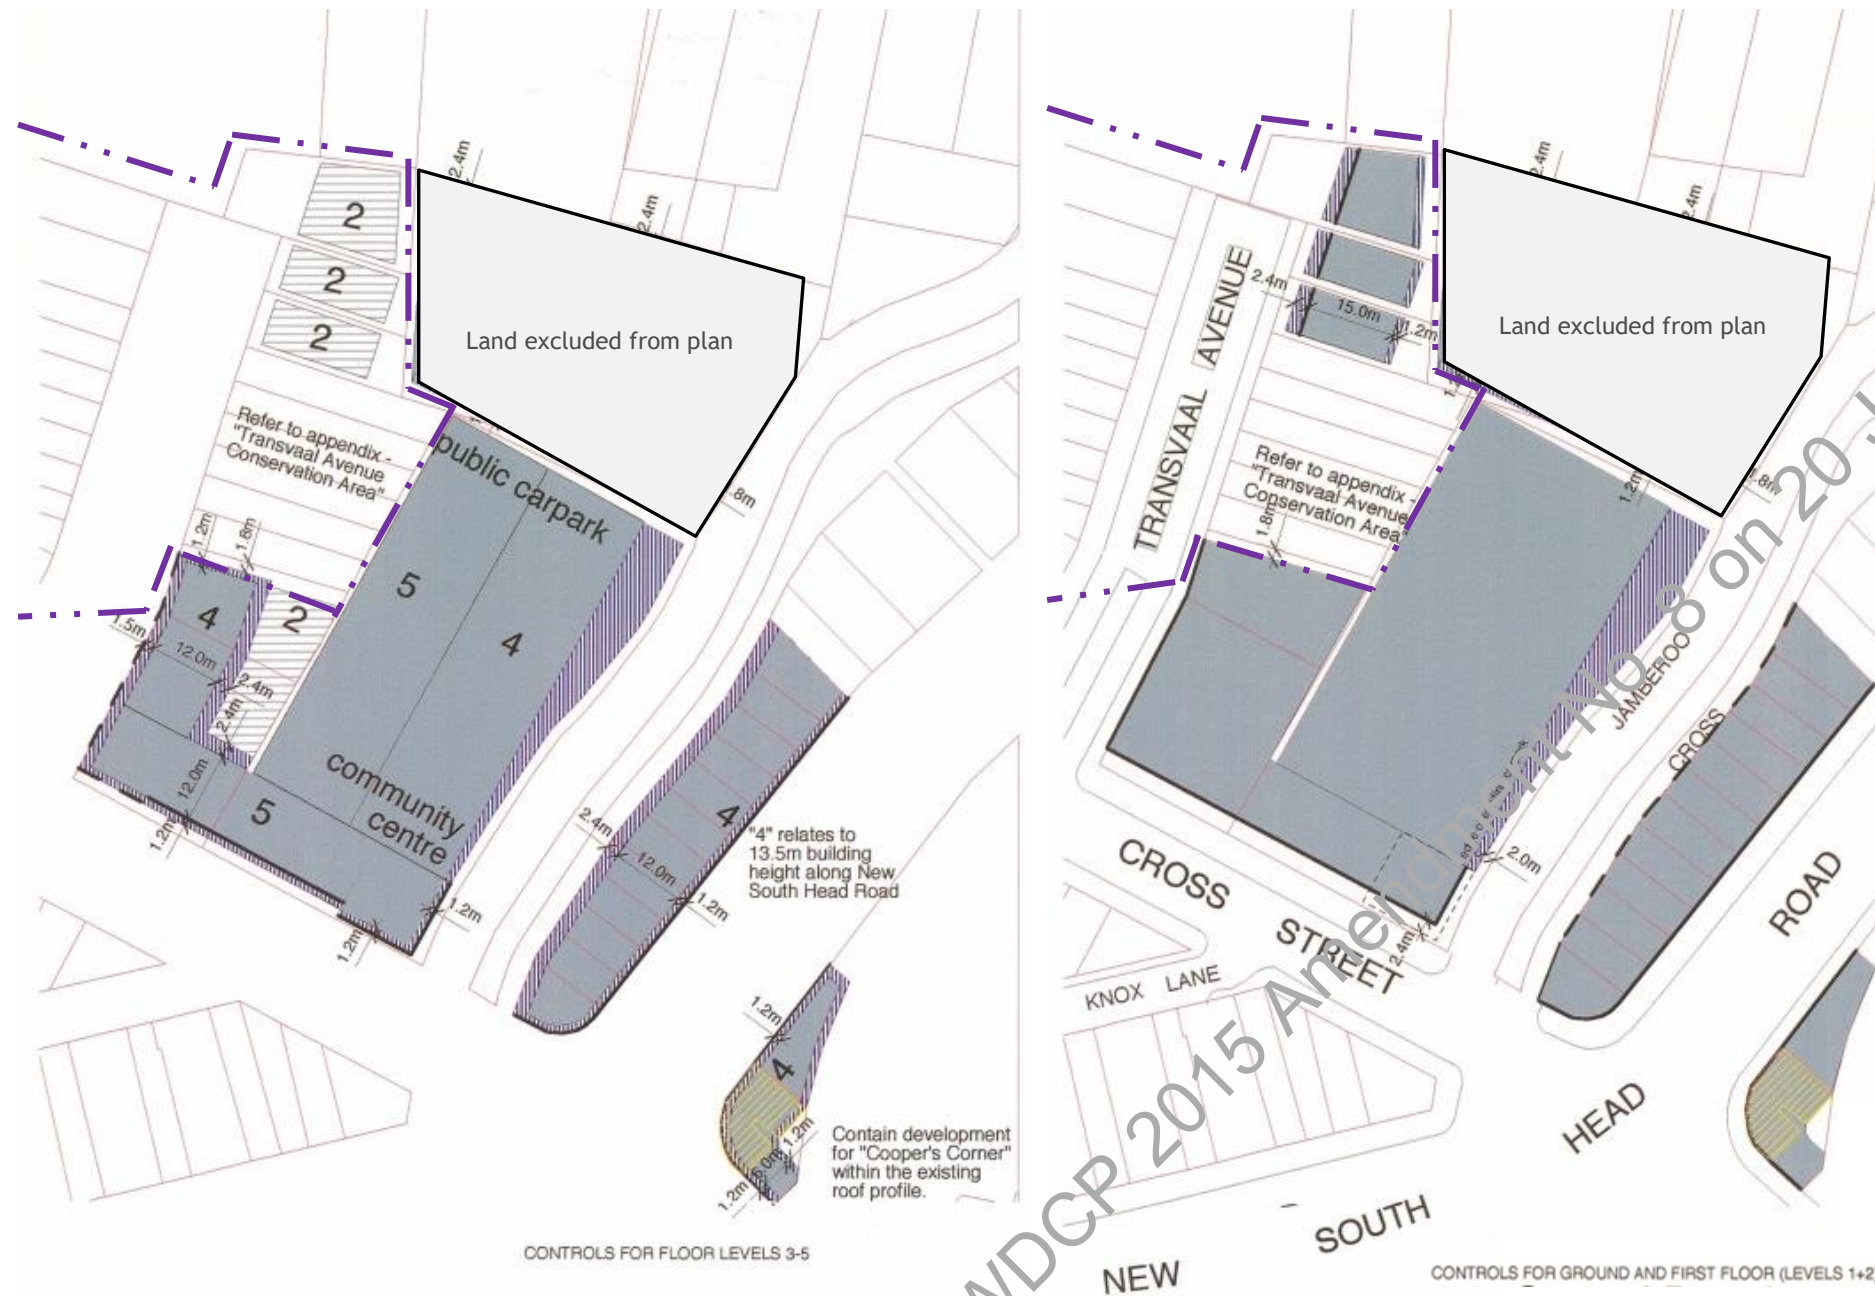 2.4m
2.4m
2
2
2
Land excluded from plan
Refer to appendix -
"Transvaal Avenue
Conservation Area"
public carpark
.8m
1.2m
1.8m
5
4
4
2
1.5m
12.0m
2.4m
2.4m
12.0m
community
centre
5
1.2m
1.2m
1.2m
2.4m
12.0m
1.2m
4
"4" relates to
13.5m building
height along New
South Head Road
1.2m
4
1.2m
1.2m
Contain development
for "Cooper's Corner"
within the existing
roof profile.
CONTROLS FOR FLOOR LEVELS 3-5
2.4m
2.4m
TRANSVAAL AVENUE
2.4m
15.0m
1.2m
Land excluded from plan
Refer to appendix -
"Transvaal Avenue
Conservation Area"
1.8m
1.2m
1.8m
JAMBEROO
CROSS
2.0m
2.4m
CROSS STREET
KNOX LANE
NEW SOUTH HEAD ROAD
CONTROLS FOR GROUND AND FIRST FLOOR (LEVELS 1+2
WDCP 2015 Amendment No 8 on 20 J